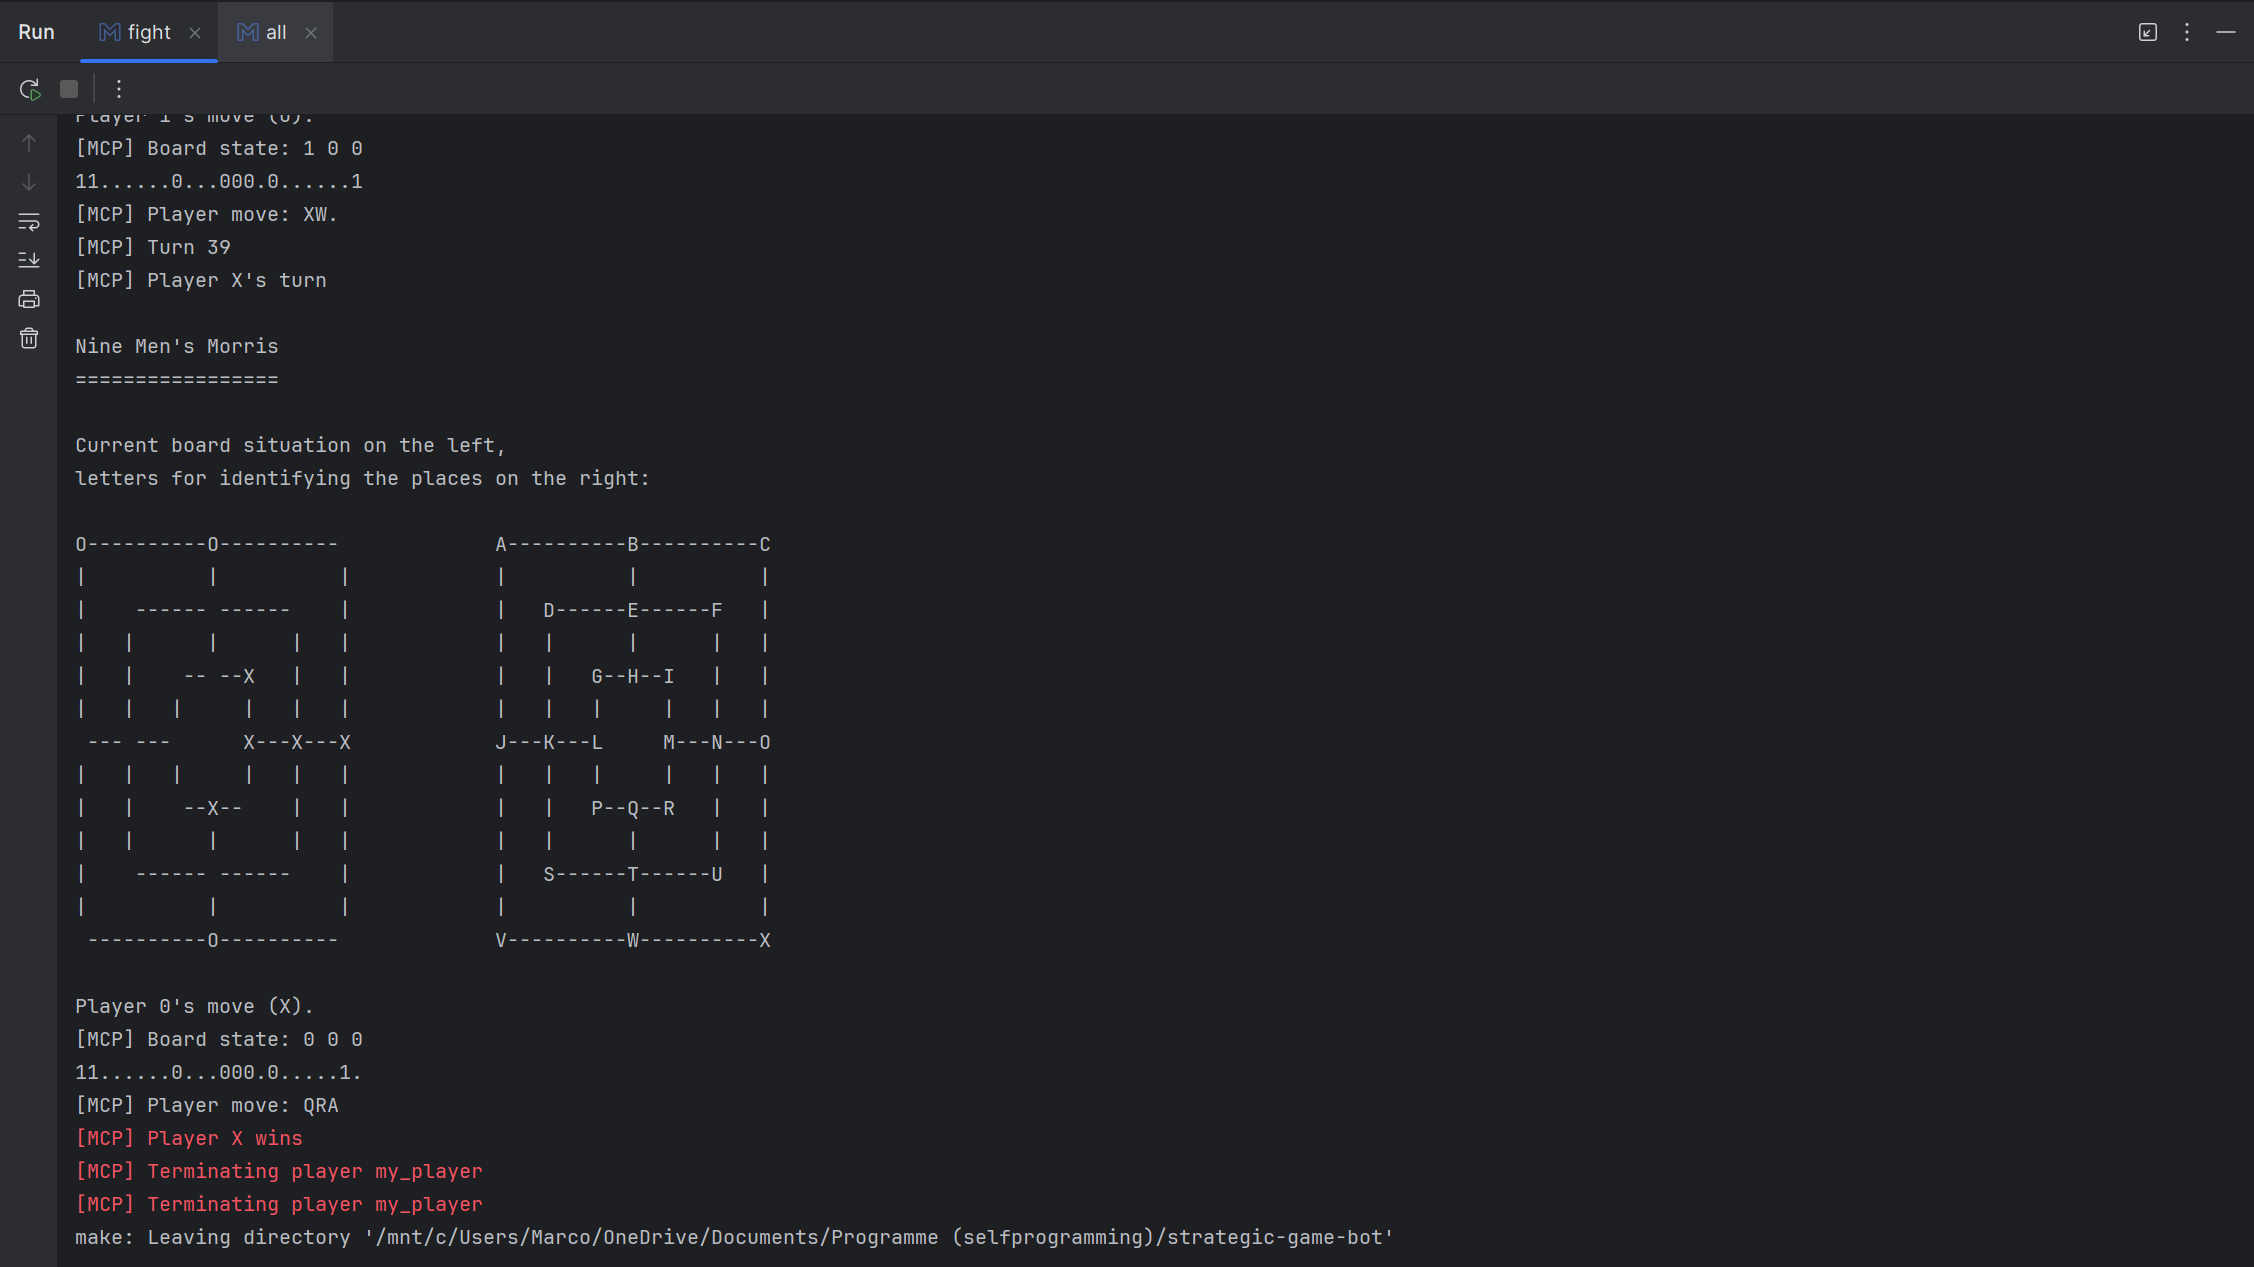 Run fight all
Player 1's move (O).
[MCP] Board state: 1 0 0
11......0...000.0......1
[MCP] Player move: XW.
[MCP] Turn 39
[MCP] Player X's turn
Nine Men's Morris
=================
Current board situation on the left,
letters for identifying the places on the right:
O----------O----------             A----------B----------C
|          |          |            |          |          |
|    ------ ------    |            |   D------E------F   |
|   |      |      |   |            |   |      |      |   |
|   |    -- --X   |   |            |   |   G--H--I   |   |
|   |   |     |   |   |            |   |   |     |   |   |
 --- ---      X---X---X            J---K---L     M---N---O
|   |   |     |   |   |            |   |   |     |   |   |
|   |    --X--    |   |            |   |   P--Q--R   |   |
|   |      |      |   |            |   |      |      |   |
|    ------ ------    |            |   S------T------U   |
|          |          |            |          |          |
 ----------O----------             V----------W----------X
Player 0's move (X).
[MCP] Board state: 0 0 0
11......0...000.0.....1.
[MCP] Player move: QRA
[MCP] Player X wins
[MCP] Terminating player my_player
[MCP] Terminating player my_player
make: Leaving directory '/mnt/c/Users/Marco/OneDrive/Documents/Programme (selfprogramming)/strategic-game-bot'